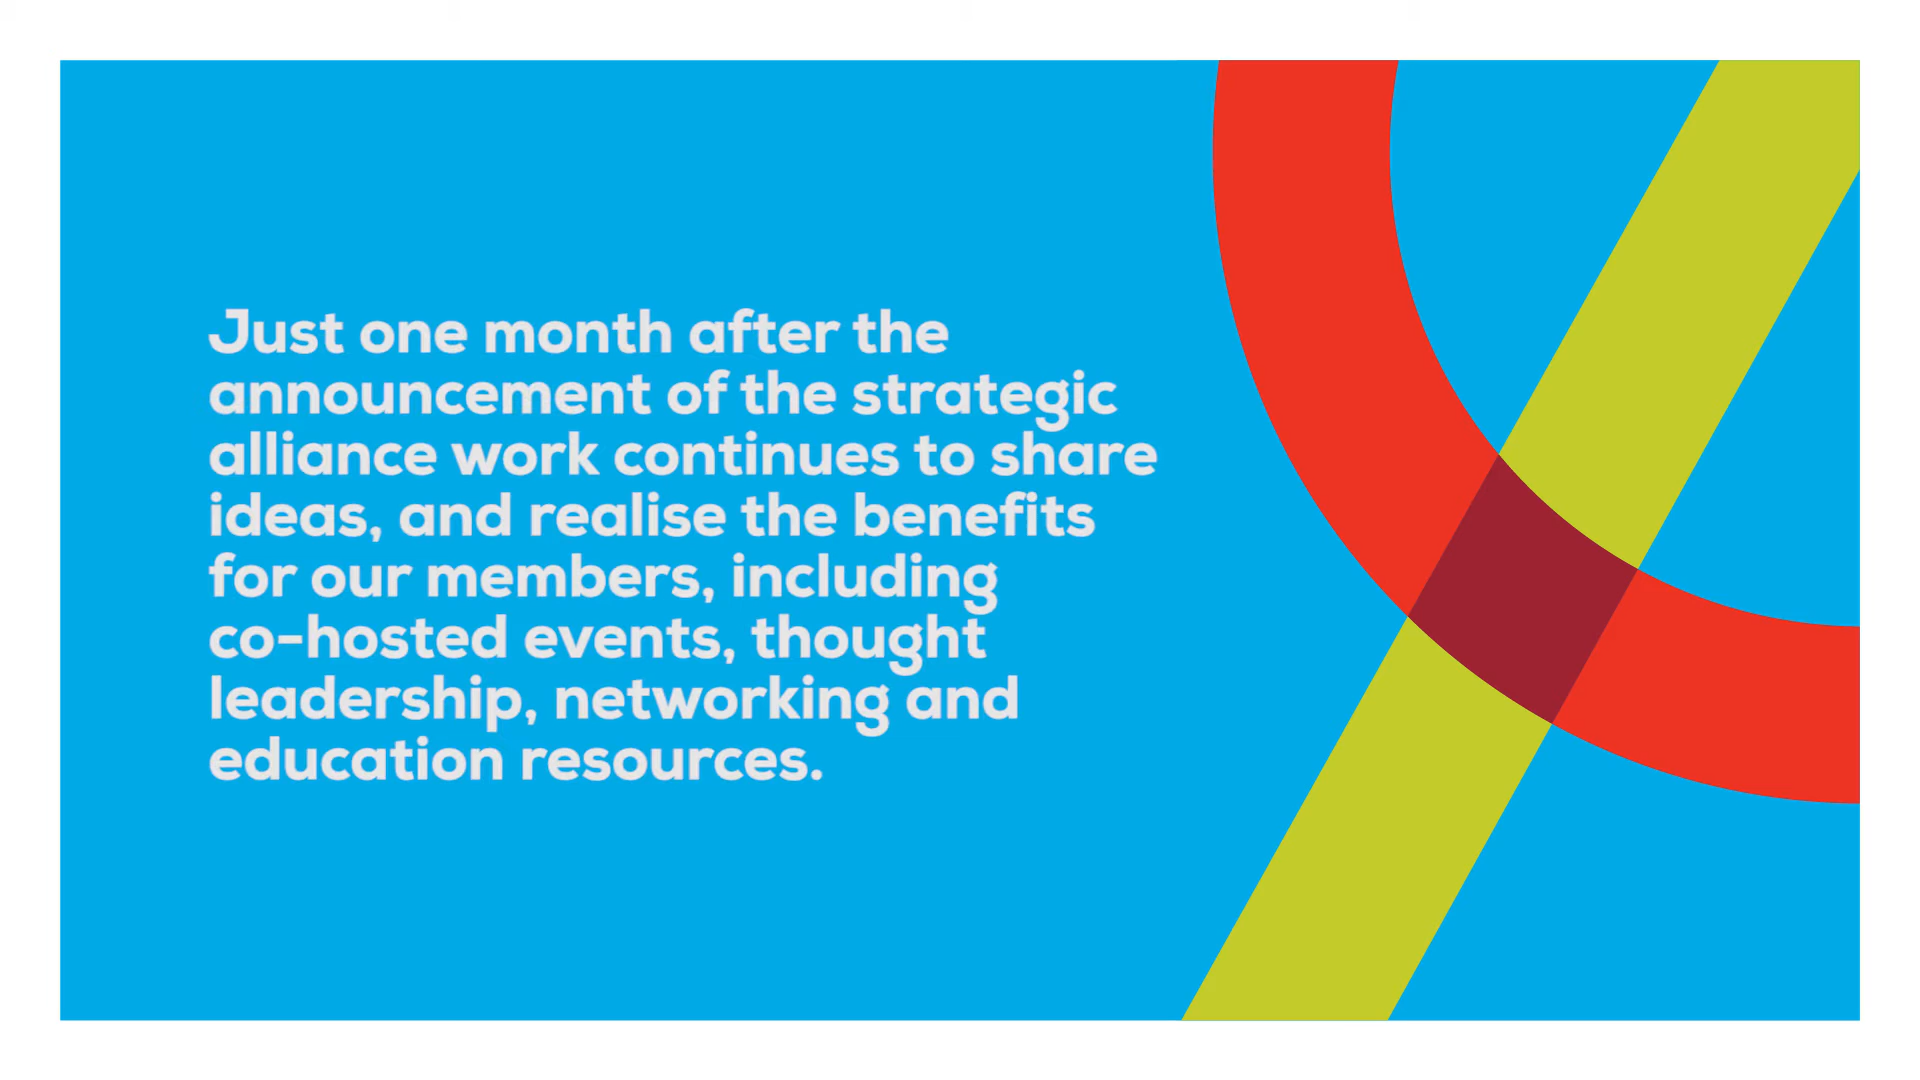 Just one month after the
announcement of the strategic
alliance work continues to share
ideas, and realise the benefits
for our members, including
co-hosted events, thought
leadership, networking and
education resources.